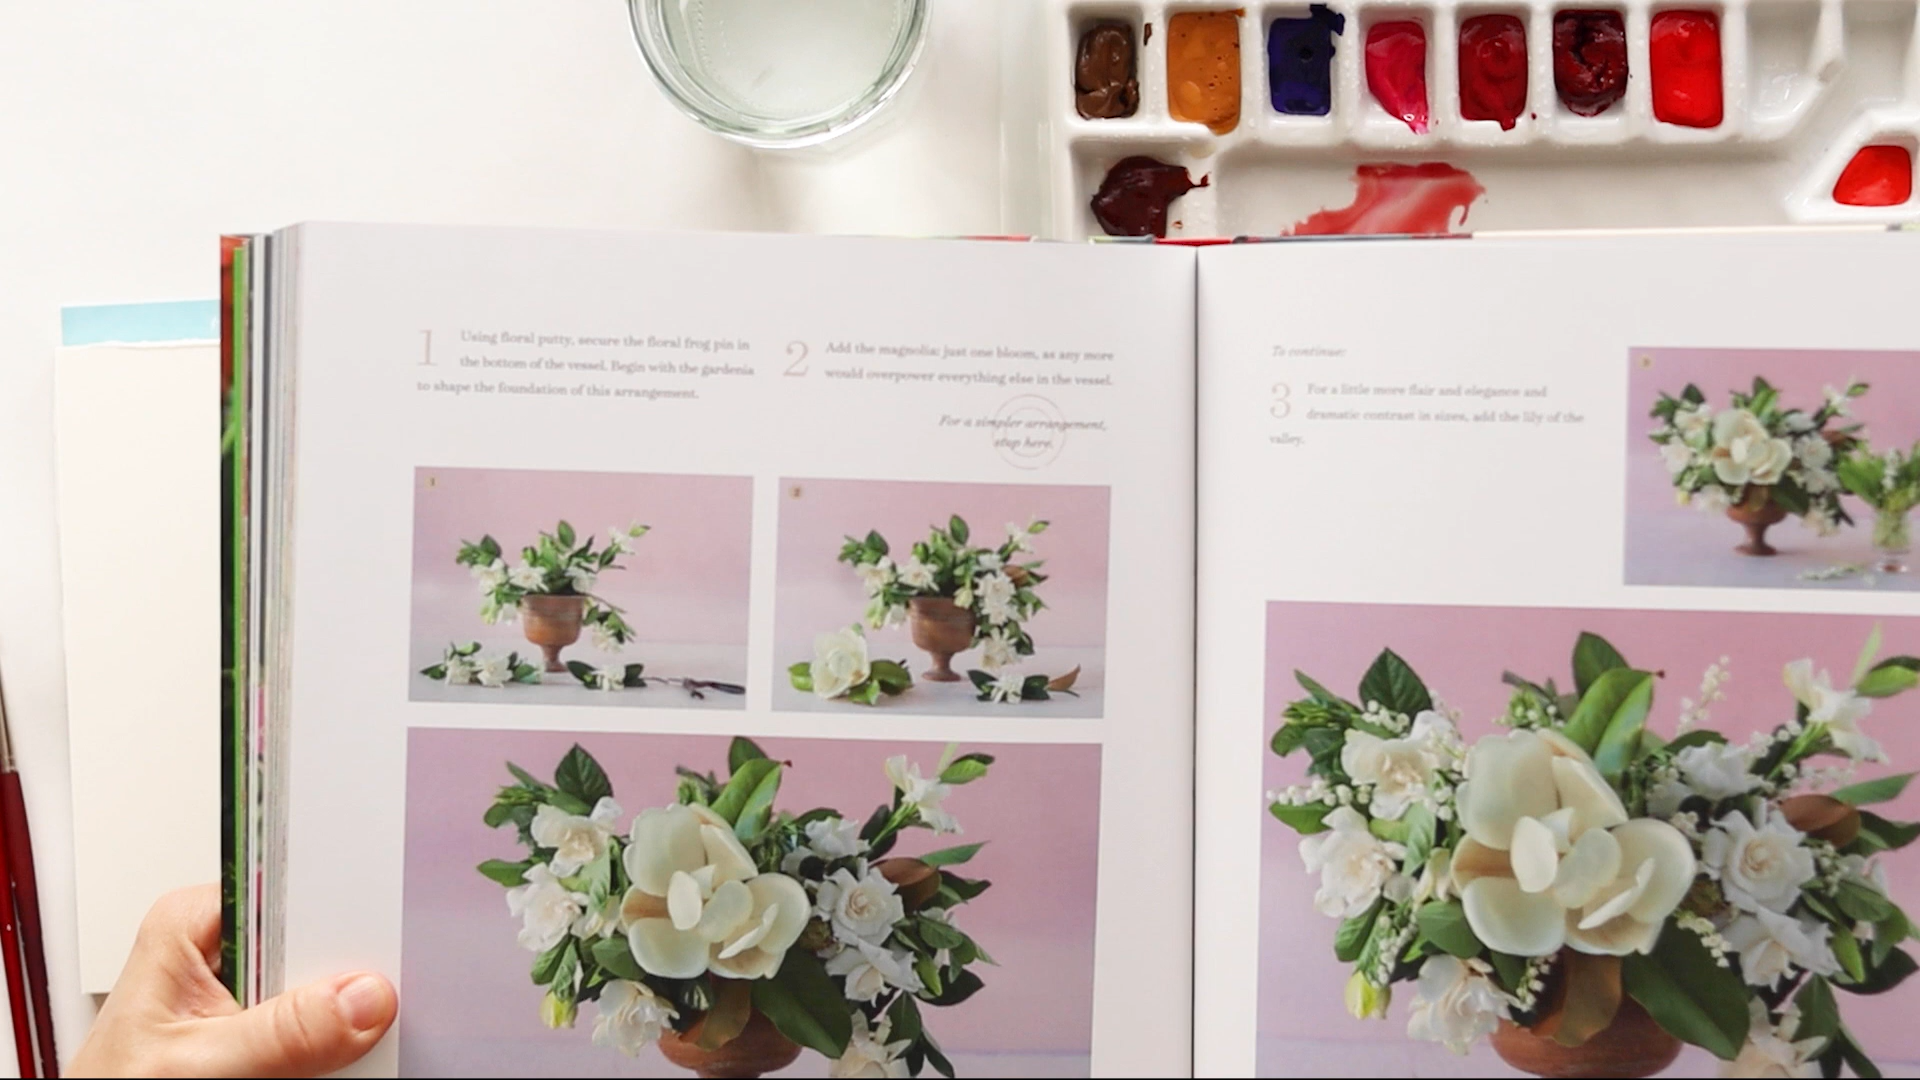 1 Using floral putty, secure the floral frog pin in
the bottom of the vessel. Begin with the gardenia
to shape the foundation of this arrangement.
2 Add the magnolia: just one bloom, as any more
would overpower everything else in the vessel.
For a simpler arrangement,
stop here.
1
2
To continue:
3 For a little more flair and elegance and
dramatic contrast in sizes, add the lily of the
valley.
3